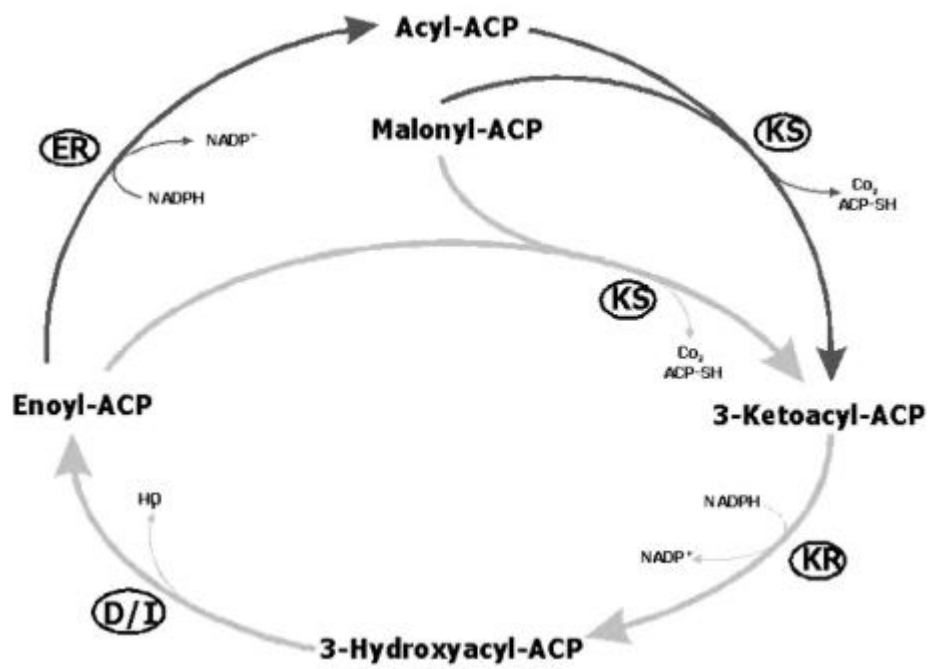 Acyl-ACP
Malonyl-ACP
KS
ER
NADP⁺
NADPH
Co₂
ACP-SH
KS
Co₂
ACP-SH
Enoyl-ACP
3-Ketoacyl-ACP
HO
NADPH
NADP⁺
KR
D/I
3-Hydroxyacyl-ACP